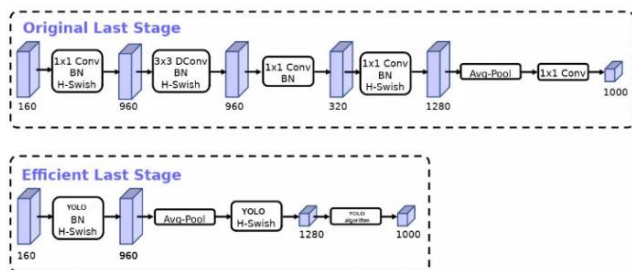 Original Last Stage
1x1 Conv
BN
H-Swish
3x3 DConv
BN
H-Swish
1x1 Conv
BN
1x1 Conv
BN
H-Swish
Avg-Pool
1x1 Conv
160
960
960
320
1280
1000
Efficient Last Stage
YOLO
BN
H-Swish
Avg-Pool
YOLO
H-Swish
YOLO
algorithm
160
960
1280
1000